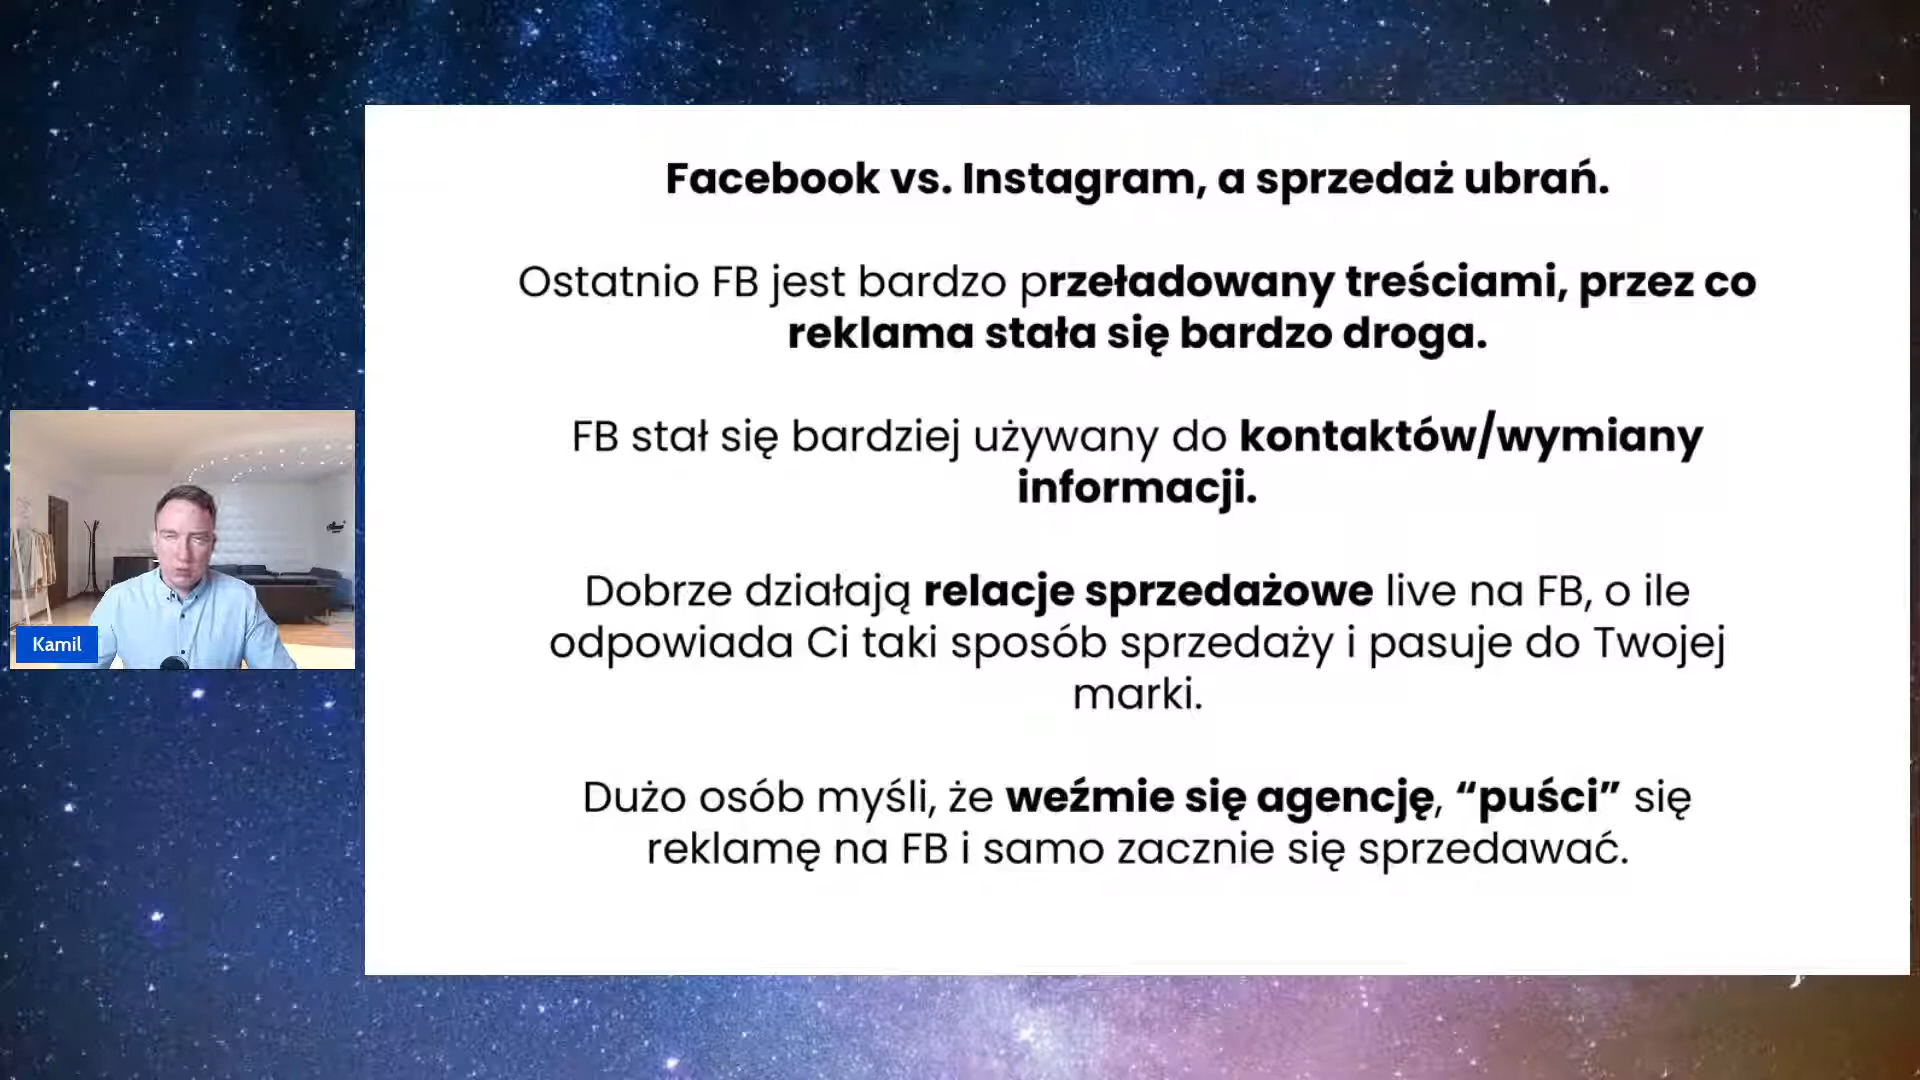 Facebook vs. Instagram, a sprzedaż ubrań.
Ostatnio FB jest bardzo przeładowany treściami, przez co
reklama stała się bardzo droga.
FB stał się bardziej używany do kontaktów/wymiany
informacji.
Dobrze działają relacje sprzedażowe live na FB, o ile
odpowiada Ci taki sposób sprzedaży i pasuje do Twojej
marki.
Dużo osób myśli, że weźmie się agencję, “puści” się
reklamę na FB i samo zacznie się sprzedawać.
Kamil